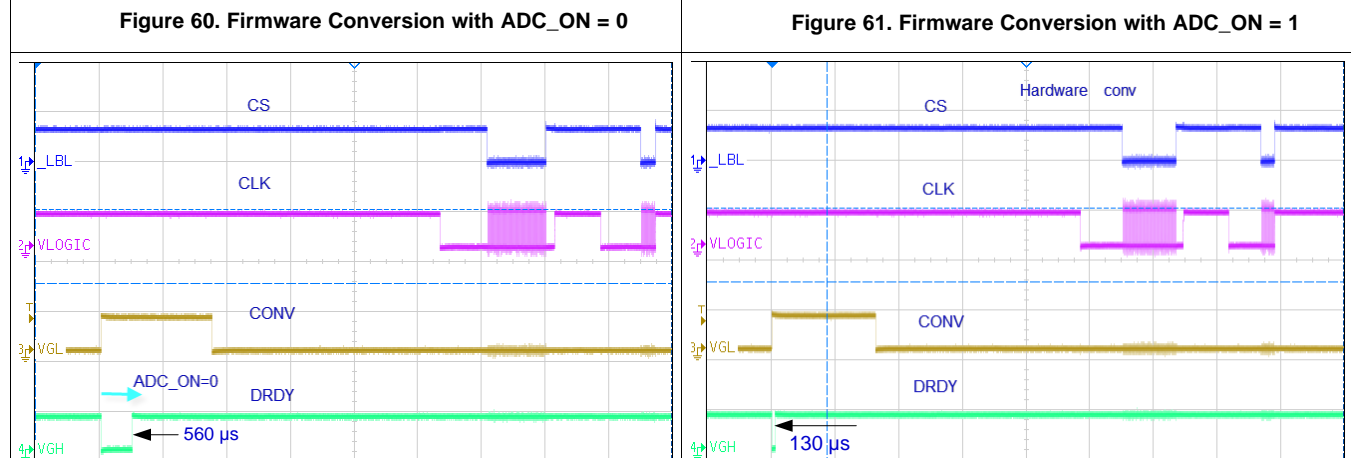 Figure 60. Firmware Conversion with ADC_ON = 0
CS
1 _LBL
CLK
2 VLOGIC
T
CONV
3 VGL
ADC_ON=0
DRDY
560 µs
4 VGH
Figure 61. Firmware Conversion with ADC_ON = 1
Hardware conv
CS
1 _LBL
CLK
2 VLOGIC
T
CONV
3 VGL
DRDY
130 µs
4 VGH